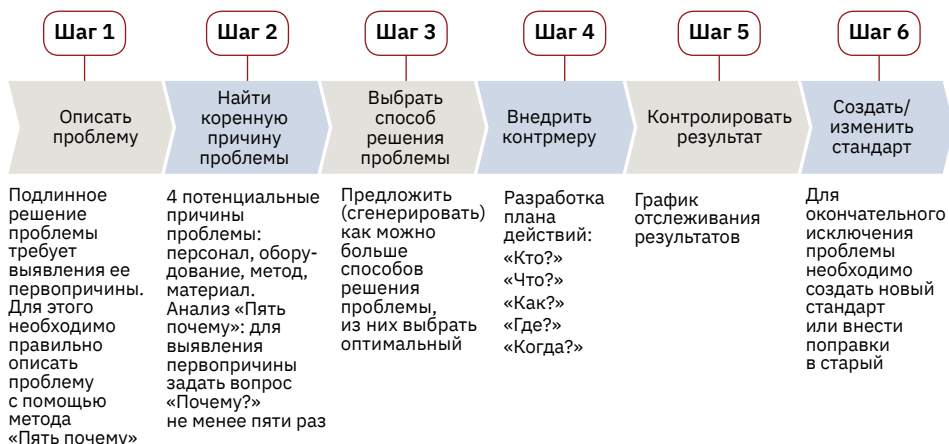 Шаг 1
Шаг 2
Шаг 3
Шаг 4
Шаг 5
Шаг 6
Описать
проблему
Найти
коренную
причину
проблемы
Выбрать
способ
решения
проблемы
Внедрить
контрмеру
Контролировать
результат
Создать/
изменить
стандарт
Подлинное
решение
проблемы
требует
выявления ее
первопричины.
Для этого
необходимо
правильно
описать
проблему
с помощью
метода
«Пять почему»
4 потенциальные
причины
проблемы:
персонал, обору-
дование, метод,
материал.
Анализ «Пять
почему»: для
выявления
первопричины
задать вопрос
«Почему?»
не менее пяти раз
Предложить
(сгенерировать)
как можно
больше
способов
решения
проблемы,
из них выбрать
оптимальный
Разработка
плана
действий:
«Кто?»
«Что?»
«Как?»
«Где?»
«Когда?»
График
отслеживания
результатов
Для
окончательного
исключения
проблемы
необходимо
создать новый
стандарт
или внести
поправки
в старый